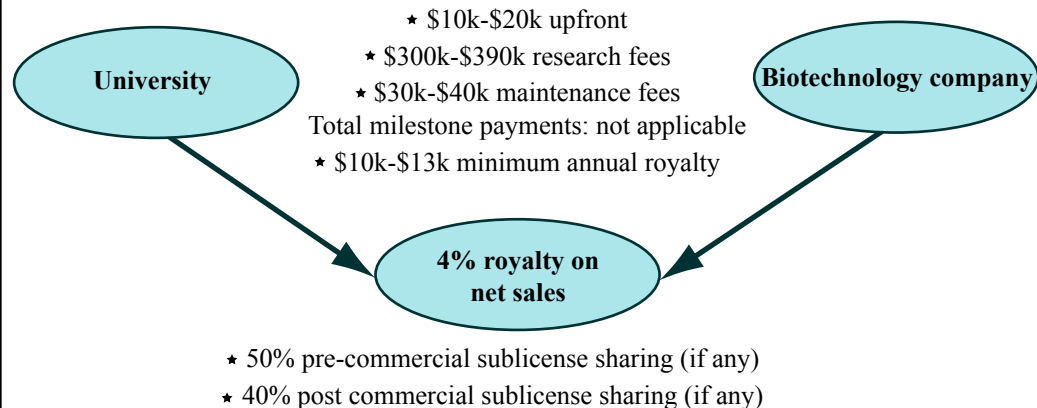 ★ $10k-$20k upfront
★ $300k-$390k research fees
★ $30k-$40k maintenance fees
Total milestone payments: not applicable
★ $10k-$13k minimum annual royalty
University
Biotechnology company
4% royalty on
net sales
★ 50% pre-commercial sublicense sharing (if any)
★ 40% post commercial sublicense sharing (if any)